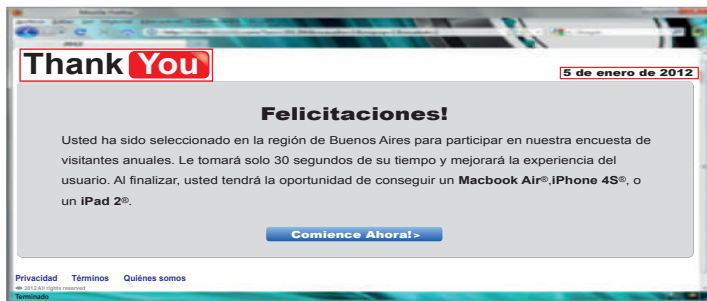 Mozilla Firefox
2012
Thank You
5 de enero de 2012
Felicitaciones!
Usted ha sido seleccionado en la región de Buenos Aires para participar en nuestra encuesta de
visitantes anuales. Le tomará solo 30 segundos de su tiempo y mejorará la experiencia del
usuario. Al finalizar, usted tendrá la oportunidad de conseguir un Macbook Air®,iPhone 4S®, o
un iPad 2®.
Comience Ahora!>
Privacidad Términos Quiénes somos
2012 All rights reserved
Terminado